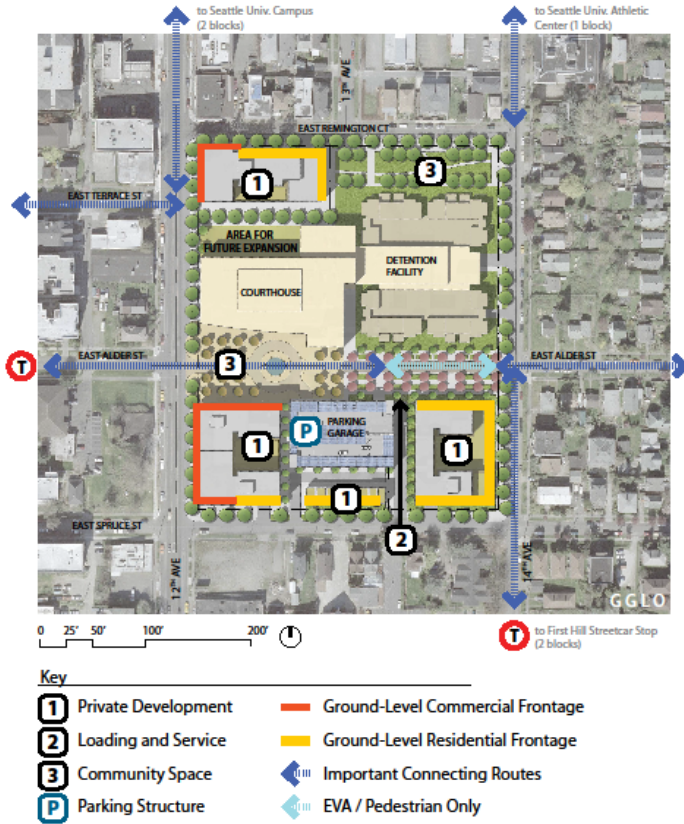 to Seattle Univ. Campus
(2 blocks)
to Seattle Univ. Athletic
Center (1 block)
13TH AVE
EAST REMINGTON CT
1
3
EAST TERRACE ST
AREA FOR
FUTURE EXPANSION
DETENTION
FACILITY
COURTHOUSE
EAST ALDER ST
EAST ALDER ST
T
3
P
PARKING
GARAGE
1
1
1
EAST SPRUCE ST
2
12TH AVE
14TH AVE
GGLO
0 25' 50' 100' 200'
T
to First Hill Streetcar Stop
(2 blocks)
Key
1 Private Development
Ground-Level Commercial Frontage
2 Loading and Service
Ground-Level Residential Frontage
3 Community Space
Important Connecting Routes
P Parking Structure
EVA / Pedestrian Only